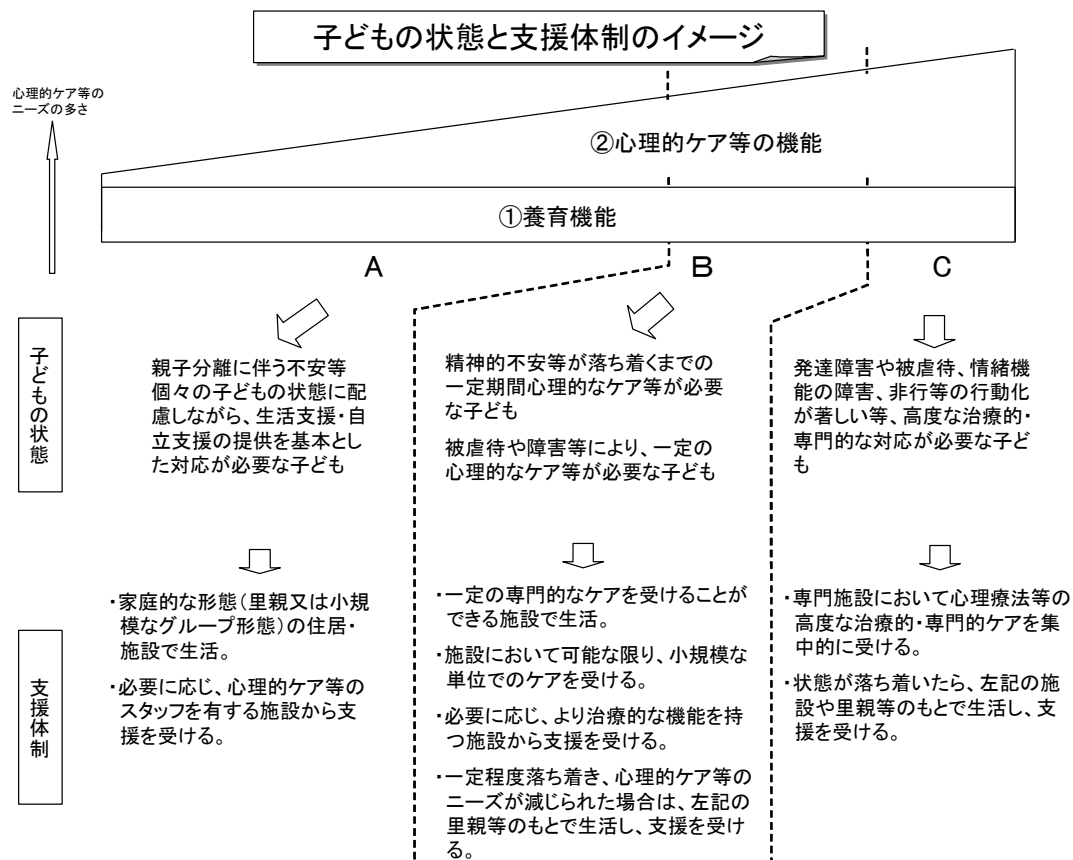 子どもの状態と支援体制のイメージ
心理的ケア等の
ニーズの多さ
②心理的ケア等の機能
①養育機能
A
B
C
子どもの状態
親子分離に伴う不安等
個々の子どもの状態に配
慮しながら、生活支援・自
立支援の提供を基本とし
た対応が必要な子ども
精神的不安等が落ち着くまでの
一定期間心理的なケア等が必要
な子ども
被虐待や障害等により、一定の
心理的なケア等が必要な子ども
発達障害や被虐待、情緒機
能の障害、非行等の行動化
が著しい等、高度な治療的・
専門的な対応が必要な子ど
も
支援体制
・家庭的な形態（里親又は小規
模なグループ形態）の住居・
施設で生活。
・必要に応じ、心理的ケア等の
スタッフを有する施設から支
援を受ける。
・一定の専門的なケアを受けることが
できる施設で生活。
・施設において可能な限り、小規模な
単位でのケアを受ける。
・必要に応じ、より治療的な機能を持
つ施設から支援を受ける。
・一定程度落ち着き、心理的ケア等の
ニーズが減じられた場合は、左記の
里親等のもとで生活し、支援を受け
る。
・専門施設において心理療法等の
高度な治療的・専門的ケアを集
中的に受ける。
・状態が落ち着いたら、左記の施
設や里親等のもとで生活し、支
援を受ける。